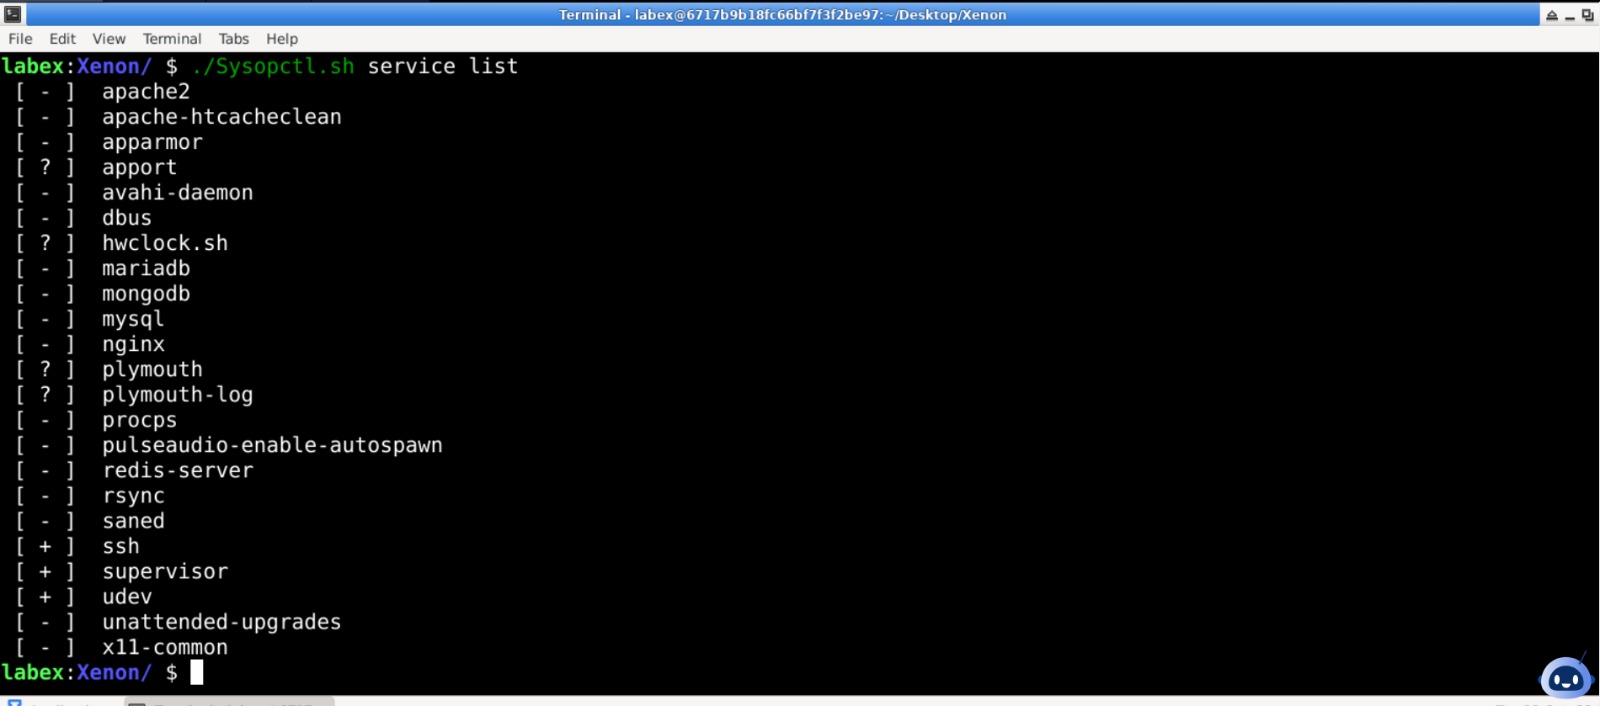 Terminal - labex@6717b9b18fc66bf7f3f2be97:~/Desktop/Xenon
File Edit View Terminal Tabs Help
labex:Xenon/ $ ./Sysopctl.sh service list
[ - ] apache2
[ - ] apache-htcacheclean
[ - ] apparmor
[ ? ] apport
[ - ] avahi-daemon
[ - ] dbus
[ ? ] hwclock.sh
[ - ] mariadb
[ - ] mongodb
[ - ] mysql
[ - ] nginx
[ ? ] plymouth
[ ? ] plymouth-log
[ - ] procps
[ - ] pulseaudio-enable-autospawn
[ - ] redis-server
[ - ] rsync
[ - ] saned
[ + ] ssh
[ + ] supervisor
[ + ] udev
[ - ] unattended-upgrades
[ - ] x11-common
labex:Xenon/ $